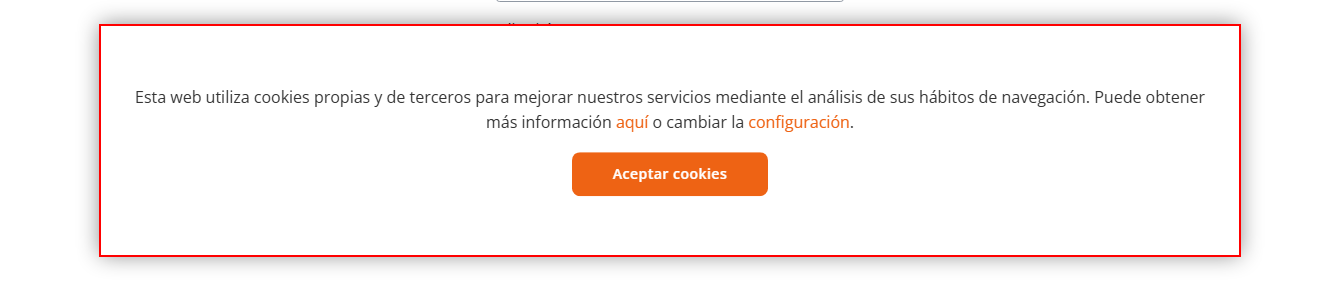 Esta web utiliza cookies propias y de terceros para mejorar nuestros servicios mediante el análisis de sus hábitos de navegación. Puede obtener
más información aquí o cambiar la configuración.
Aceptar cookies